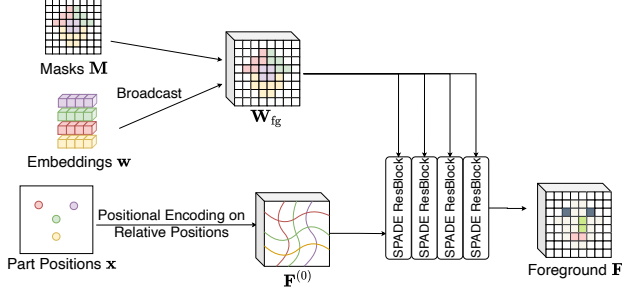 Masks M
Broadcast
W_fg
Embeddings w
SPADE ResBlock
SPADE ResBlock
SPADE ResBlock
SPADE ResBlock
Positional Encoding on
Relative Positions
Part Positions x
F^(0)
Foreground F